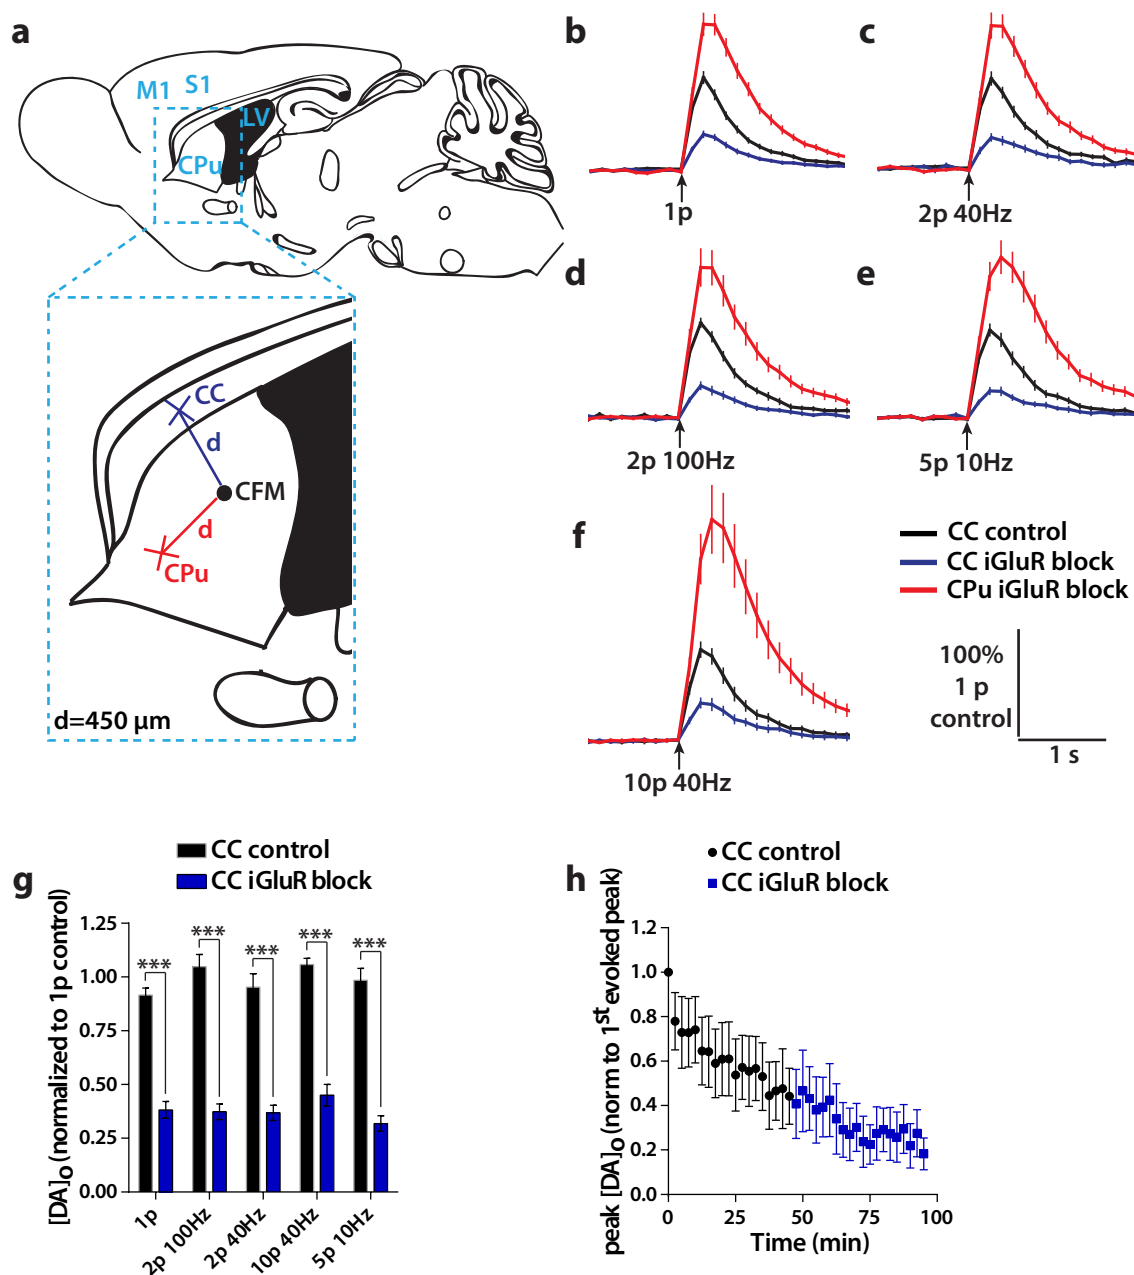 a
M1
S1
LV
CPu
CC
d
CFM
d
CPu
d=450 µm
b
1p
c
2p 40Hz
d
2p 100Hz
e
5p 10Hz
f
10p 40Hz
CC control
CC iGluR block
CPu iGluR block
100%
1 p
control
1 s
g
CC control
CC iGluR block
[DA]o (normalized to 1p control)
1.25
1.00
0.75
0.50
0.25
0.00
***
***
***
***
***
1p
2p 100Hz
2p 40Hz
10p 40Hz
5p 10Hz
h
CC control
CC iGluR block
peak [DA]o (norm to 1st evoked peak)
1.2
1.0
0.8
0.6
0.4
0.2
0.0
0
25
50
75
100
Time (min)